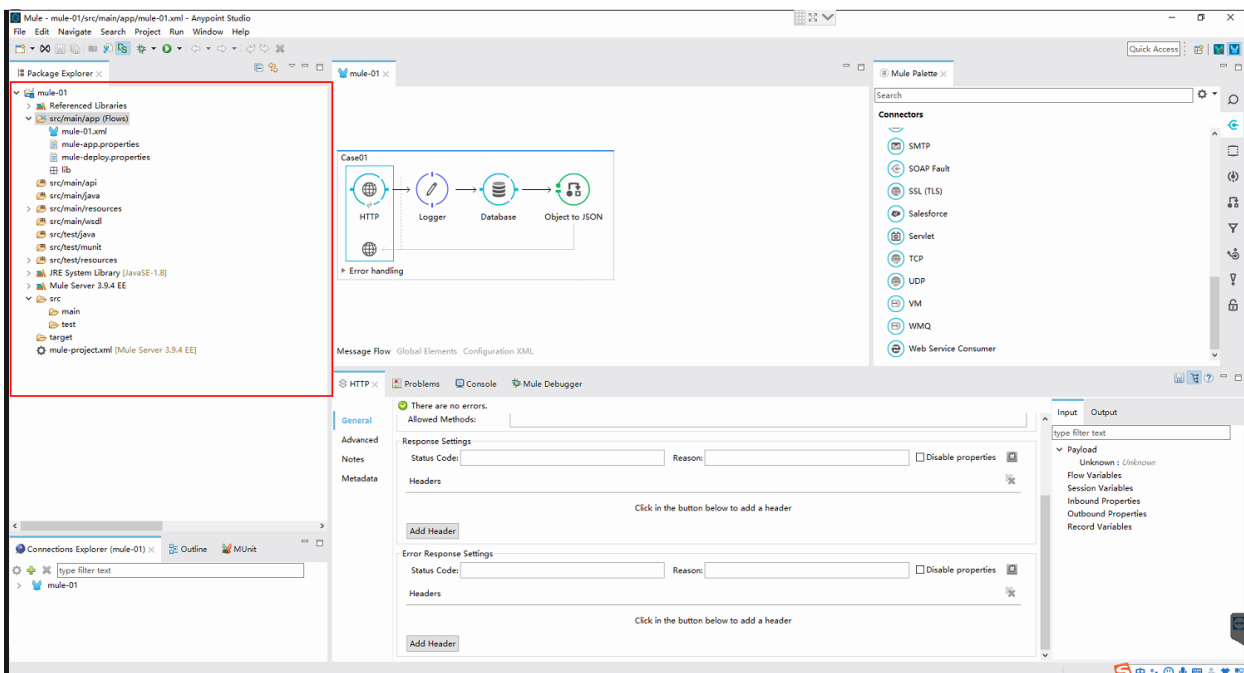 Mule - mule-01/src/main/app/mule-01.xml - Anypoint Studio
File Edit Navigate Search Project Run Window Help
Quick Access
Package Explorer
mule-01
Referenced Libraries
src/main/app (Flows)
mule-01.xml
mule-app.properties
mule-deploy.properties
lib
src/main/api
src/main/java
src/main/resources
src/main/wsdl
src/test/java
src/test/munit
src/test/resources
JRE System Library [JavaSE-1.8]
Mule Server 3.9.4 EE
src
main
test
target
mule-project.xml [Mule Server 3.9.4 EE]
Connections Explorer (mule-01) Outline MUnit
type filter text
mule-01
mule-01
Case01
HTTP Logger Database Object to JSON
Error handling
Message Flow Global Elements Configuration XML
Mule Palette
Search
Connectors
SMTP
SOAP Fault
SSL (TLS)
Salesforce
Servlet
TCP
UDP
VM
WMQ
Web Service Consumer
HTTP Problems Console Mule Debugger
There are no errors.
General
Advanced
Notes
Metadata
Allowed Methods:
Response Settings
Status Code: Reason: Disable properties
Headers
Click in the button below to add a header
Add Header
Error Response Settings
Status Code: Reason: Disable properties
Headers
Click in the button below to add a header
Add Header
Input Output
type filter text
Payload
Unknown : Unknown
Flow Variables
Session Variables
Inbound Properties
Outbound Properties
Record Variables
中